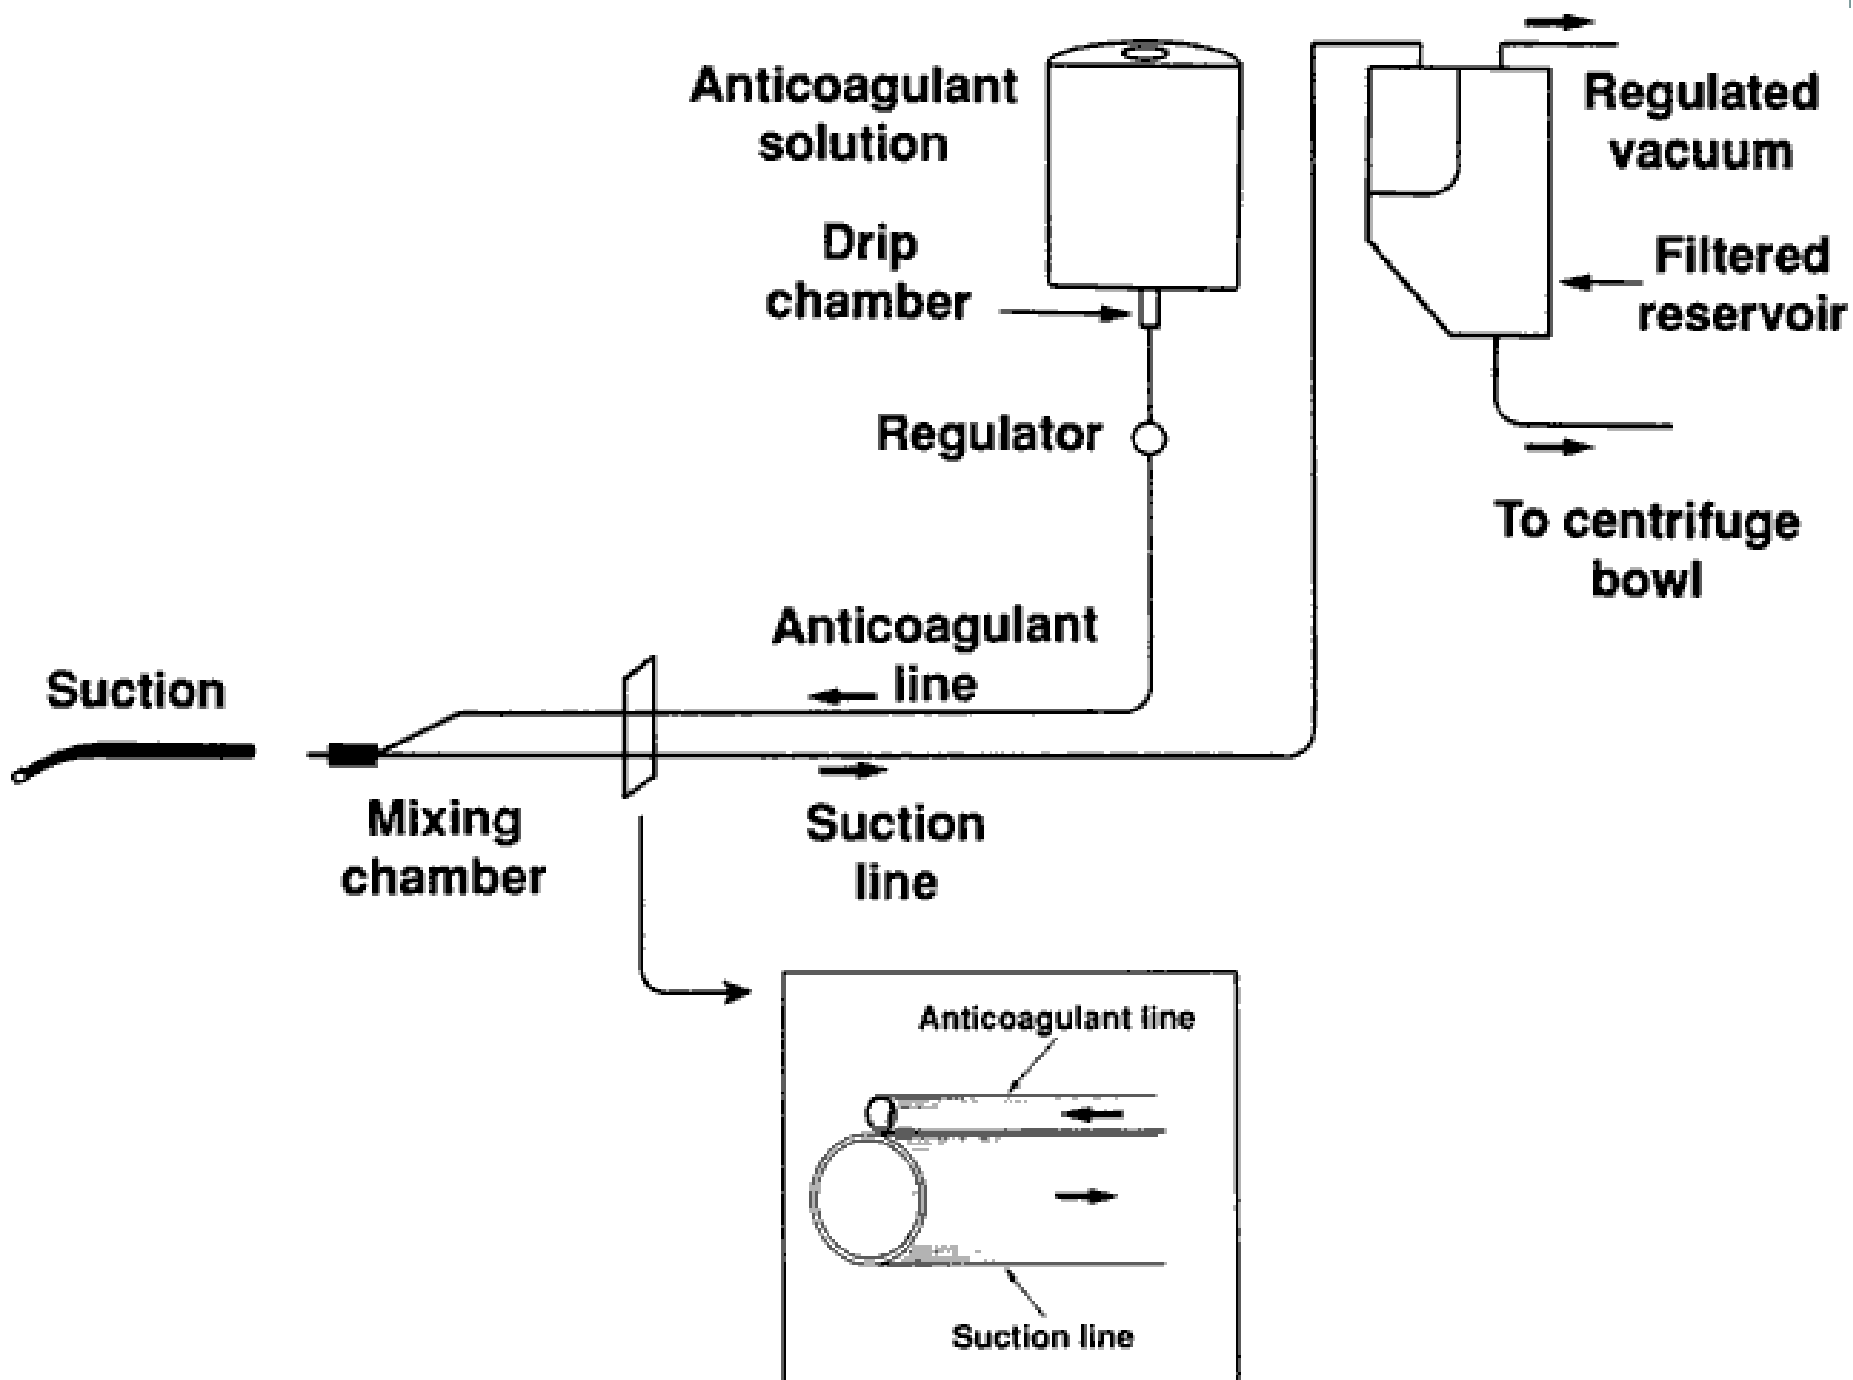 Anticoagulant
solution
Regulated
vacuum
Drip
chamber
Filtered
reservoir
Regulator
To centrifuge
bowl
Anticoagulant
line
Suction
Mixing
chamber
Suction
line
Anticoagulant line
Suction line